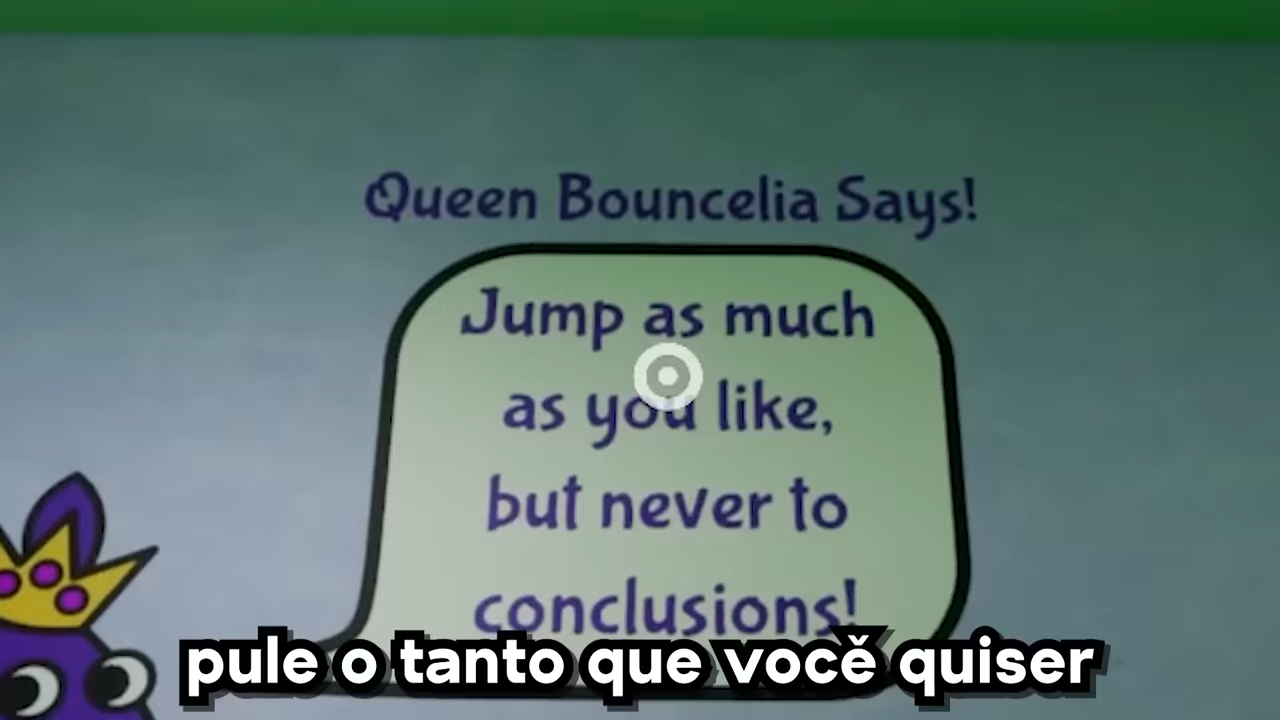 Queen Bouncelia Says!
Jump as much
as you like,
but never to
conclusions!
pule o tanto que você quiser